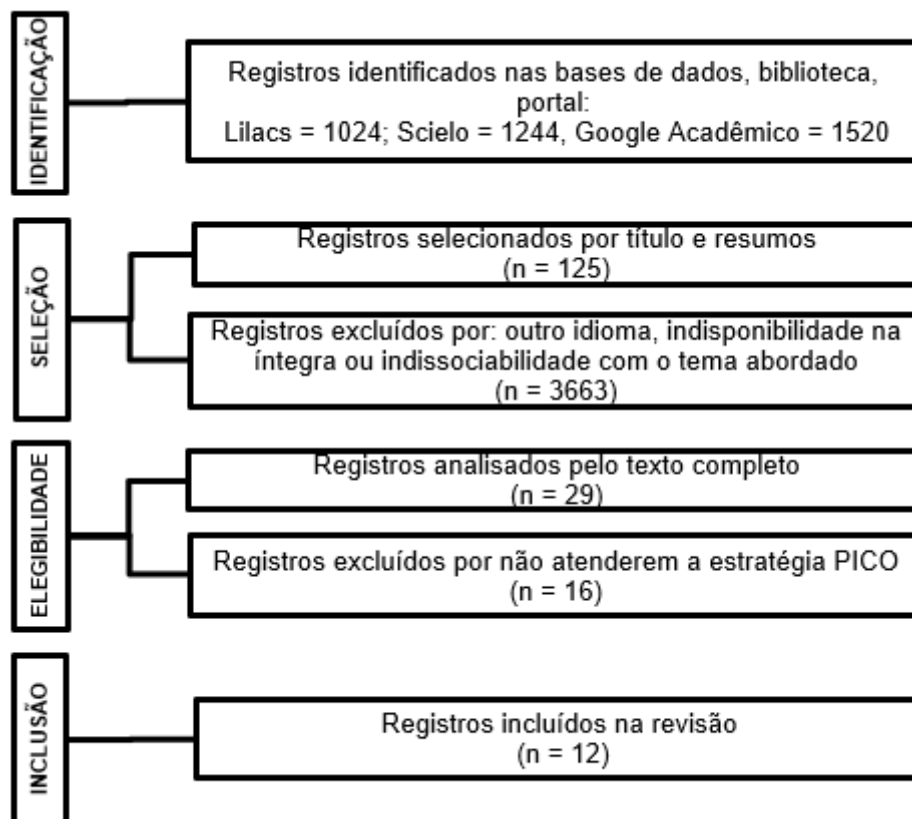 IDENTIFICAÇÃO
Registros identificados nas bases de dados, biblioteca,
portal:
Lilacs = 1024; Scielo = 1244, Google Acadêmico = 1520
SELEÇÃO
Registros selecionados por título e resumos
(n = 125)
Registros excluídos por: outro idioma, indisponibilidade na
íntegra ou indissociabilidade com o tema abordado
(n = 3663)
ELEGIBILIDADE
Registros analisados pelo texto completo
(n = 29)
Registros excluídos por não atenderem a estratégia PICO
(n = 16)
INCLUSÃO
Registros incluídos na revisão
(n = 12)